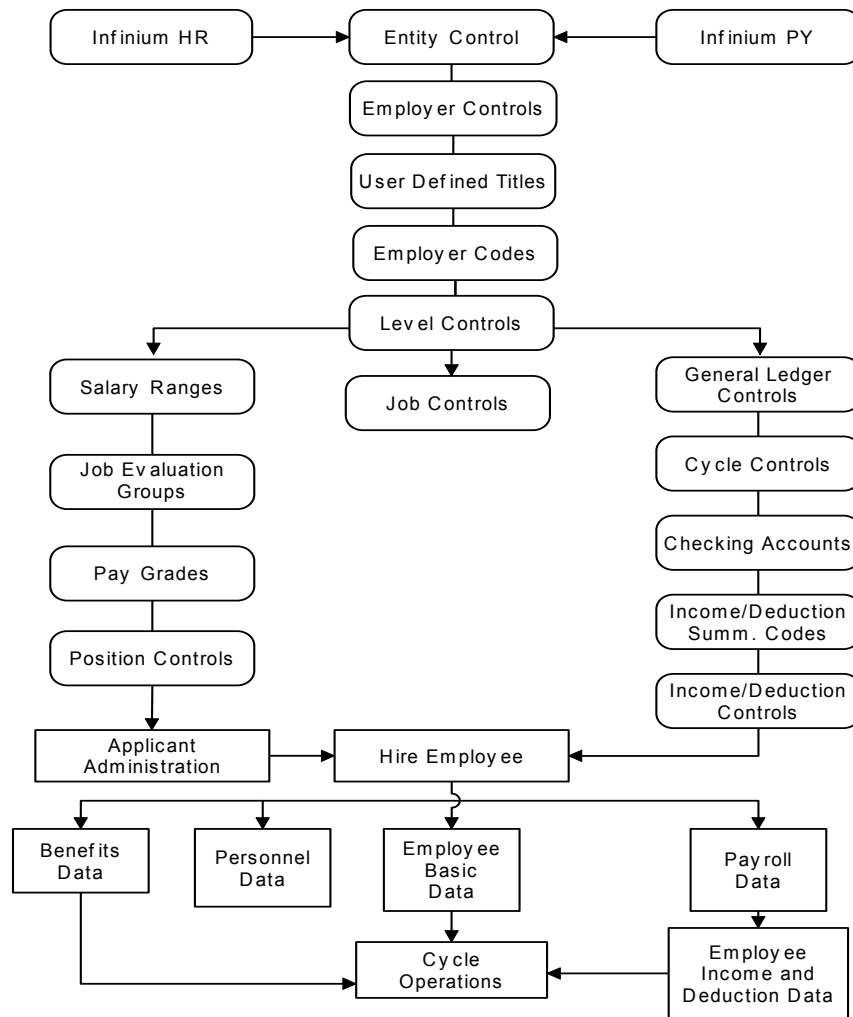 Infinium HR
Entity Control
Infinium PY
Employer Controls
User Defined Titles
Employer Codes
Level Controls
Salary Ranges
Job Controls
General Ledger
Controls
Job Evaluation
Groups
Cycle Controls
Pay Grades
Checking Accounts
Position Controls
Income/Deduction
Summ. Codes
Income/Deduction
Controls
Applicant
Administration
Hire Employee
Benefits
Data
Personnel
Data
Employee
Basic
Data
Payroll
Data
Cycle
Operations
Employee
Income and
Deduction Data